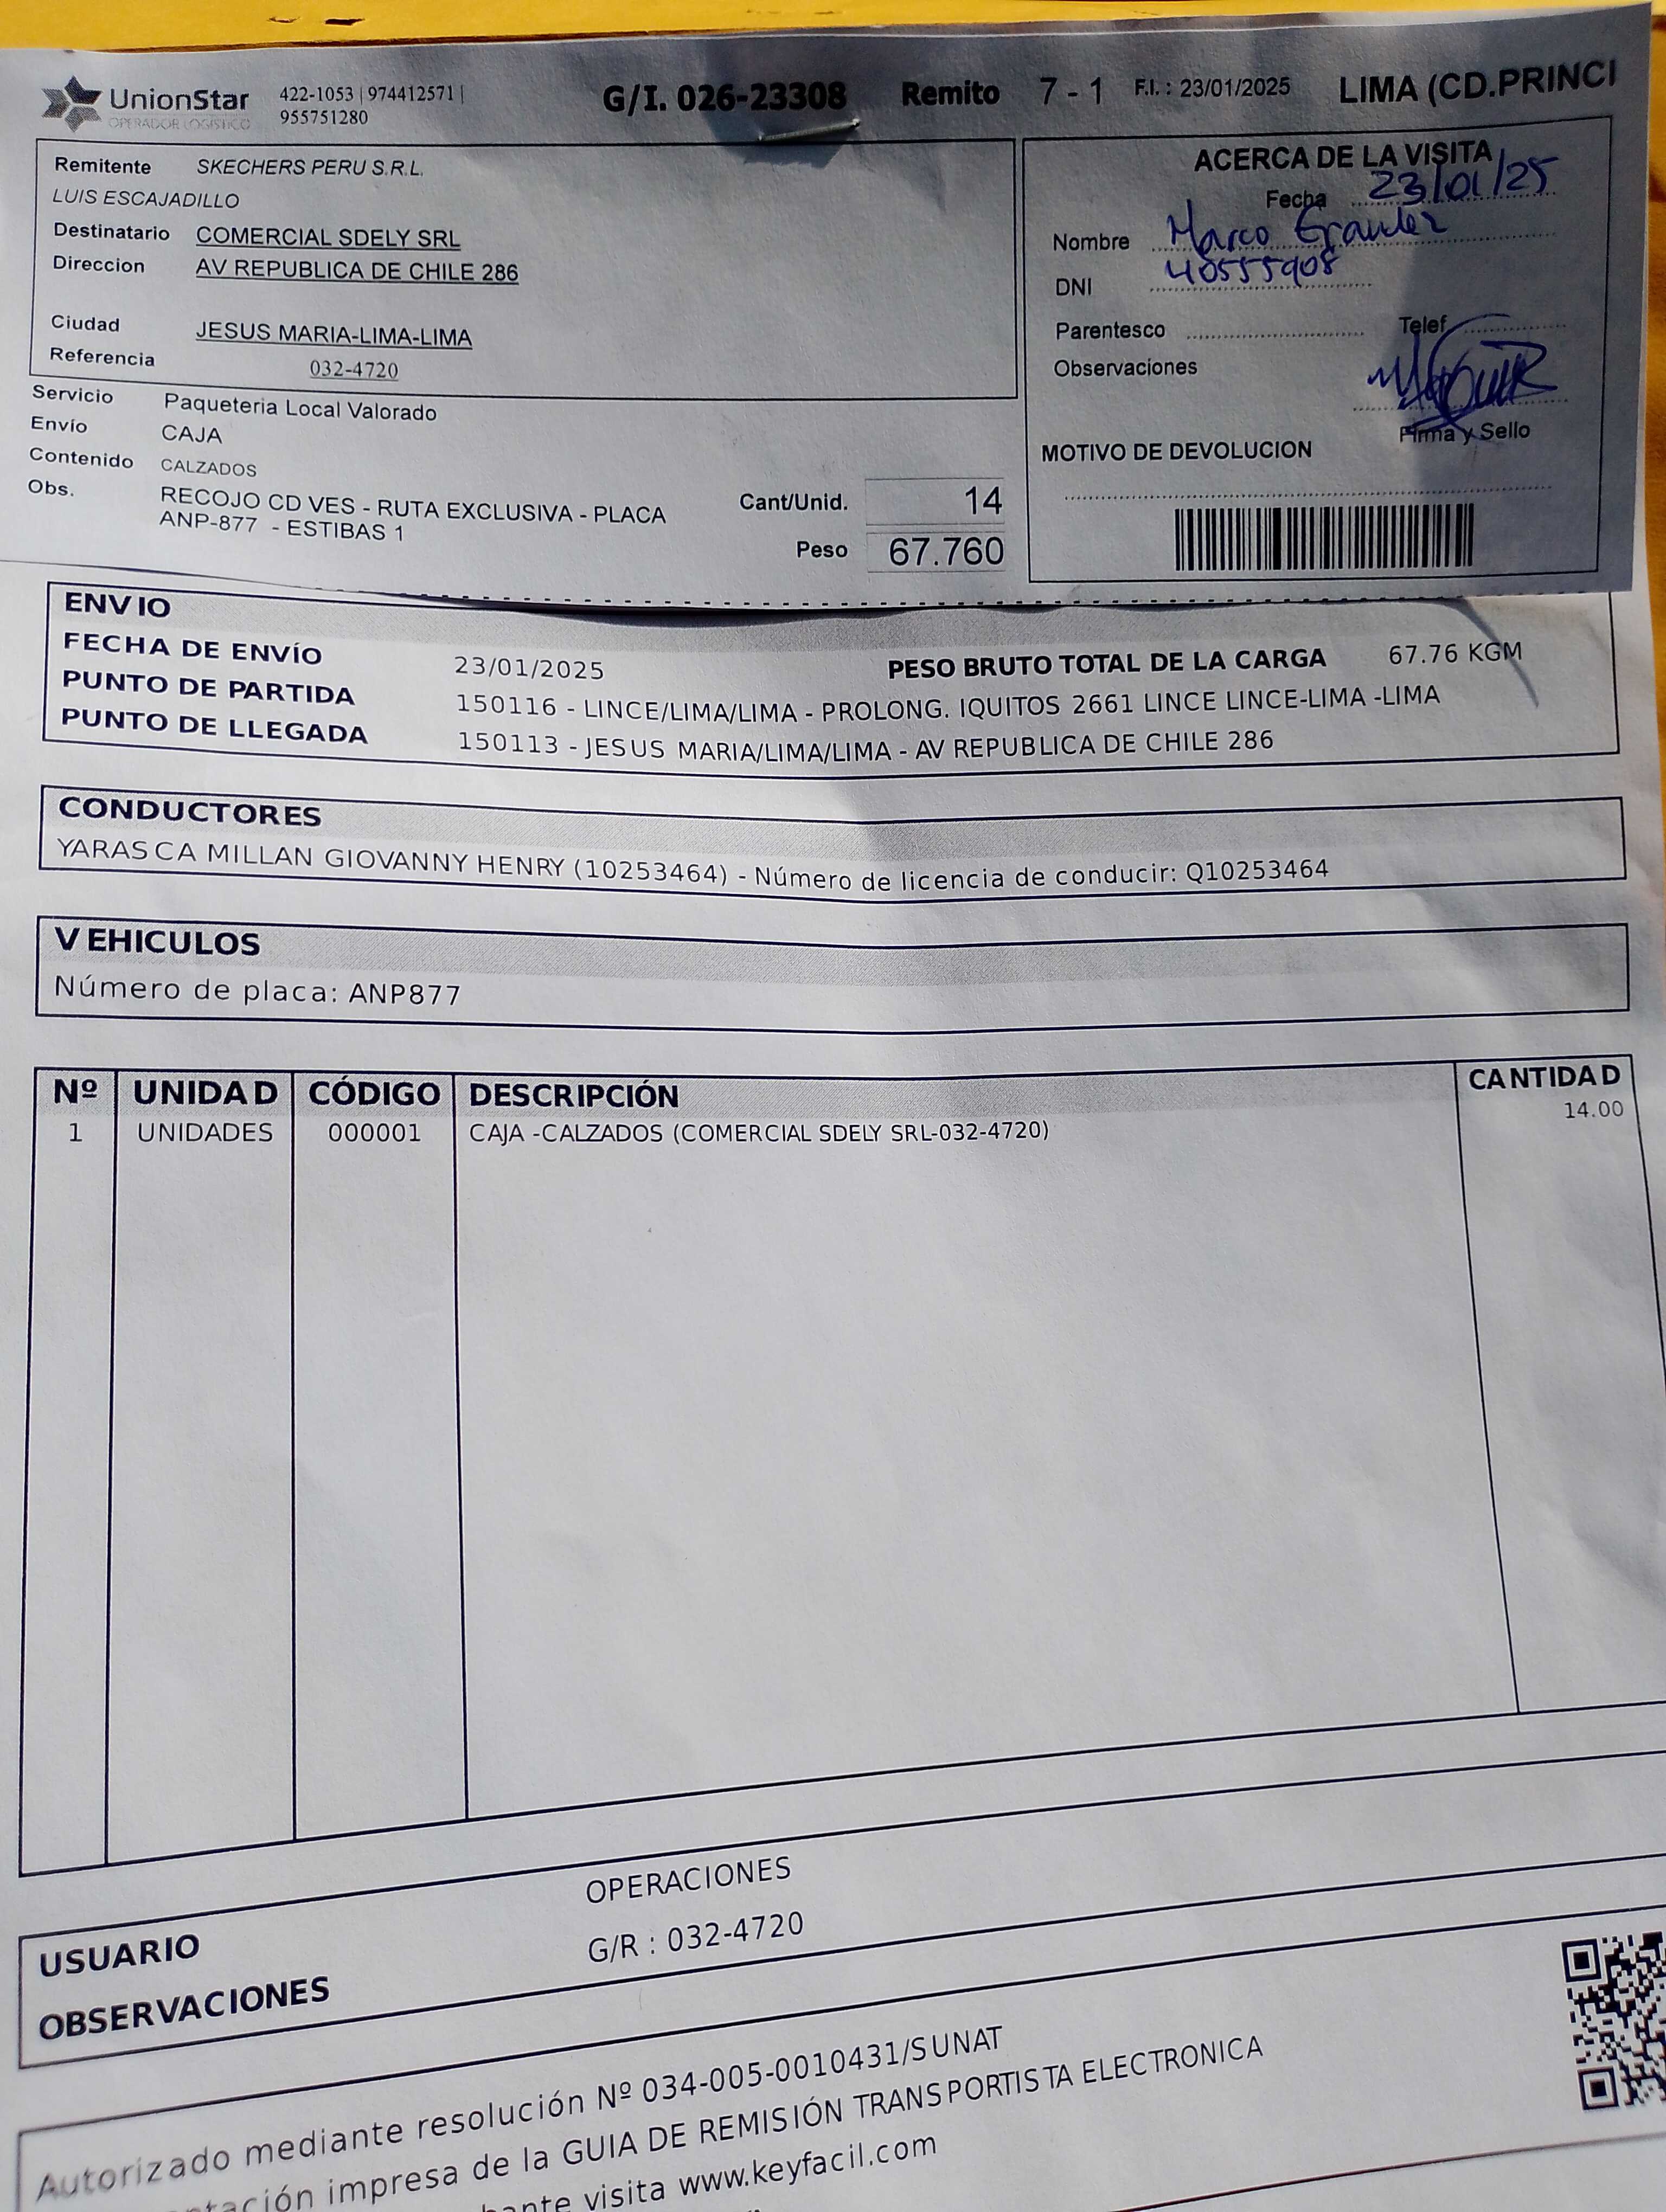 UnionStar 422-1053 | 974412571 | G/I. 026-23308 Remito 7 - 1 F.I. : 23/01/2025 LIMA (CD.PRINCI
OPERADOR LOGÍSTICO 955751280
Remitente SKECHERS PERU S.R.L.
LUIS ESCAJADILLO
Destinatario COMERCIAL SDELY SRL
Direccion AV REPUBLICA DE CHILE 286
Ciudad JESUS MARIA-LIMA-LIMA
Referencia 032-4720
Servicio Paqueteria Local Valorado
Envío CAJA
Contenido CALZADOS
Obs. RECOJO CD VES - RUTA EXCLUSIVA - PLACA
ANP-877 - ESTIBAS 1
Cant/Unid. 14
Peso 67.760
ACERCA DE LA VISITA
Fecha 23/01/25
Nombre Marco
DNI 40555908
Parentesco Telef
Observaciones
Firma y Sello
MOTIVO DE DEVOLUCION
ENVIO
FECHA DE ENVÍO 23/01/2025 PESO BRUTO TOTAL DE LA CARGA 67.76 KGM
PUNTO DE PARTIDA 150116 - LINCE/LIMA/LIMA - PROLONG. IQUITOS 2661 LINCE LINCE-LIMA -LIMA
PUNTO DE LLEGADA 150113 - JESUS MARIA/LIMA/LIMA - AV REPUBLICA DE CHILE 286
CONDUCTORES
YARASCA MILLAN GIOVANNY HENRY (10253464) - Número de licencia de conducir: Q10253464
VEHICULOS
Número de placa: ANP877
Nº UNIDAD CÓDIGO DESCRIPCIÓN CANTIDAD
1 UNIDADES 000001 CAJA -CALZADOS (COMERCIAL SDELY SRL-032-4720) 14.00
USUARIO OPERACIONES
OBSERVACIONES G/R : 032-4720
Autorizado mediante resolución Nº 034-005-0010431/SUNAT
impresa de la GUIA DE REMISIÓN TRANSPORTISTA ELECTRONICA
visita www.keyfacil.com